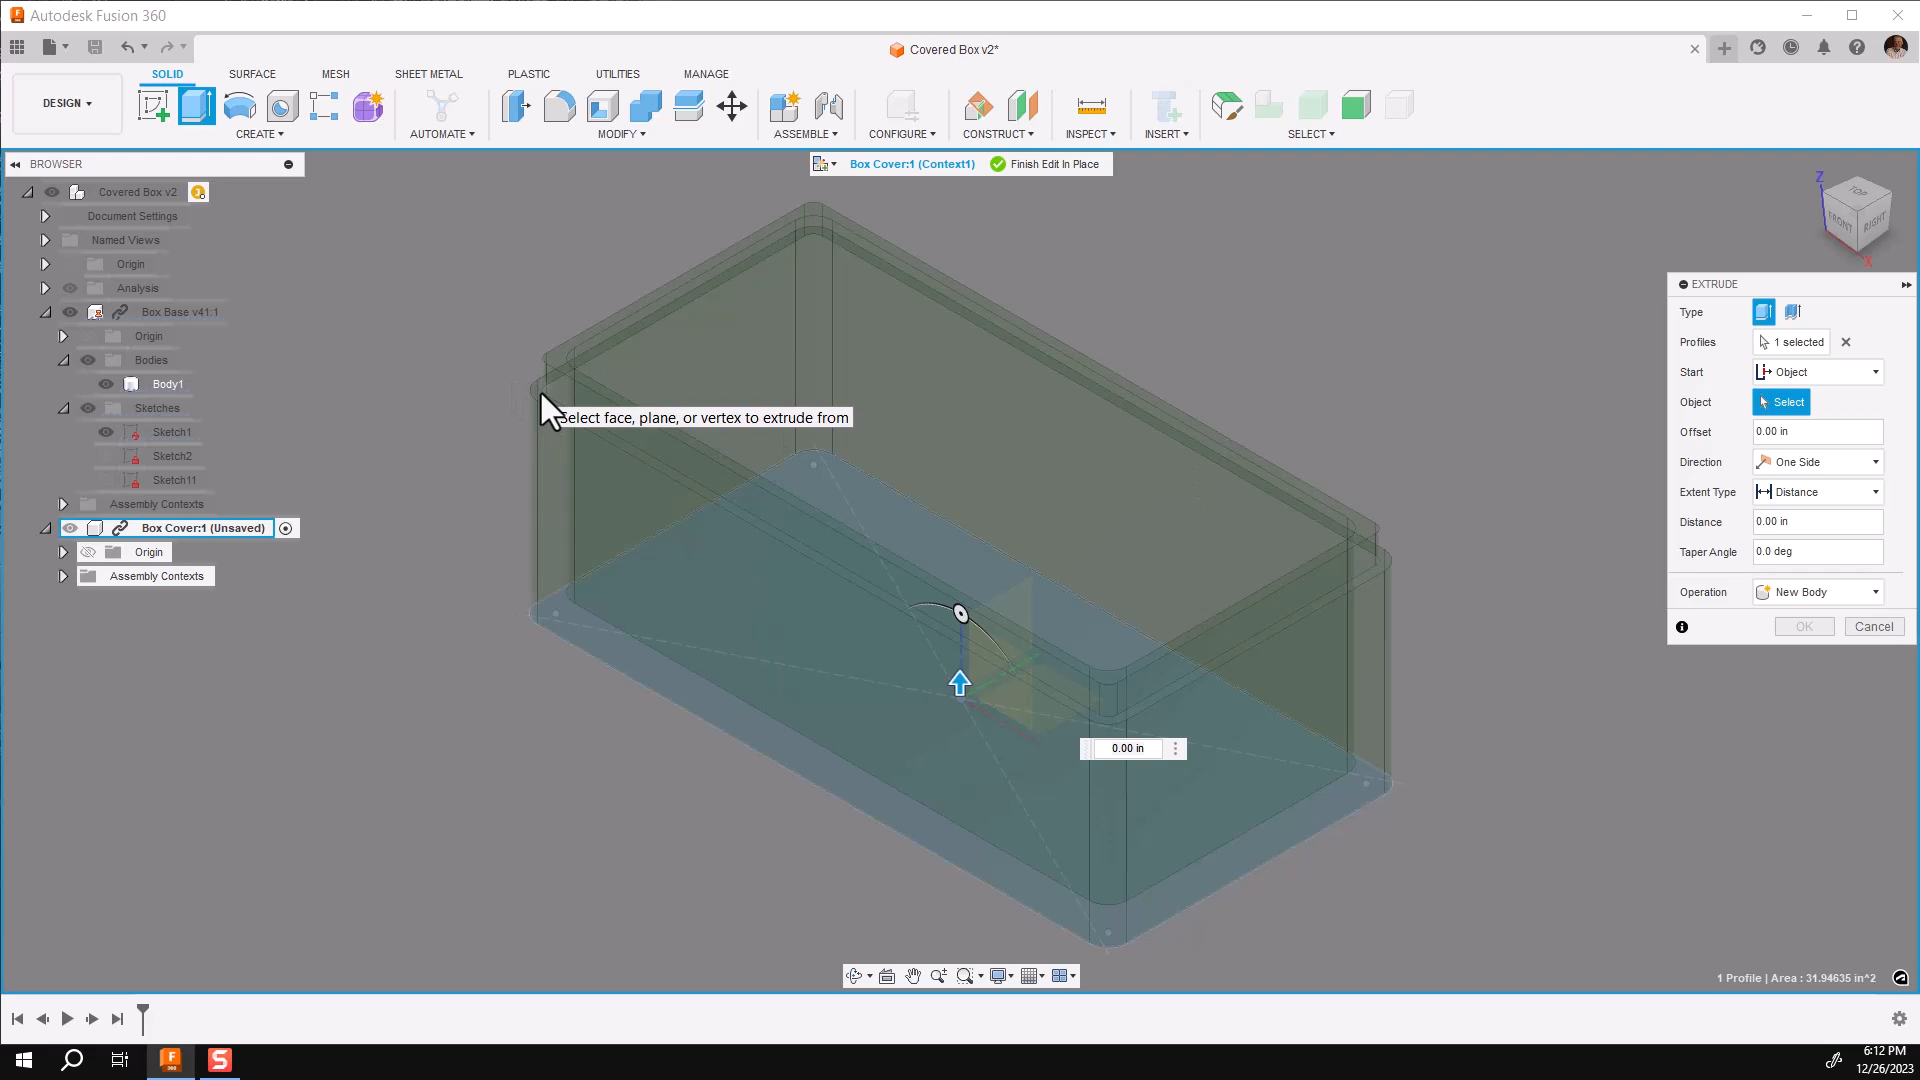 Autodesk Fusion 360
Covered Box v2*
SOLID SURFACE MESH SHEET METAL PLASTIC UTILITIES MANAGE
DESIGN
CREATE AUTOMATE MODIFY ASSEMBLE CONFIGURE CONSTRUCT INSPECT INSERT SELECT
BROWSER
Box Cover:1 (Context1) Finish Edit In Place
Covered Box v2
Document Settings
Named Views
Origin
Analysis
Box Base v41:1
Origin
Bodies
Body1
Sketches
Sketch1
Sketch2
Sketch11
Assembly Contexts
Box Cover:1 (Unsaved)
Origin
Assembly Contexts
Select face, plane, or vertex to extrude from
0.00 in
Z
TOP
FRONT RIGHT
X
EXTRUDE
Type
Profiles 1 selected
Start Object
Object Select
Offset 0.00 in
Direction One Side
Extent Type Distance
Distance 0.00 in
Taper Angle 0.0 deg
Operation New Body
OK Cancel
1 Profile | Area : 31.94635 in^2
F
360
S
6:12 PM
12/26/2023